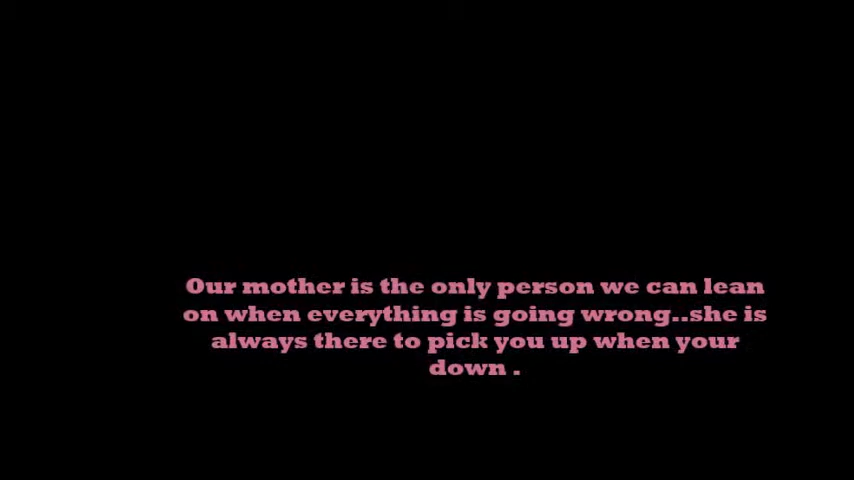 Our mother is the only person we can lean
on when everything is going wrong..she is
always there to pick you up when your
down .